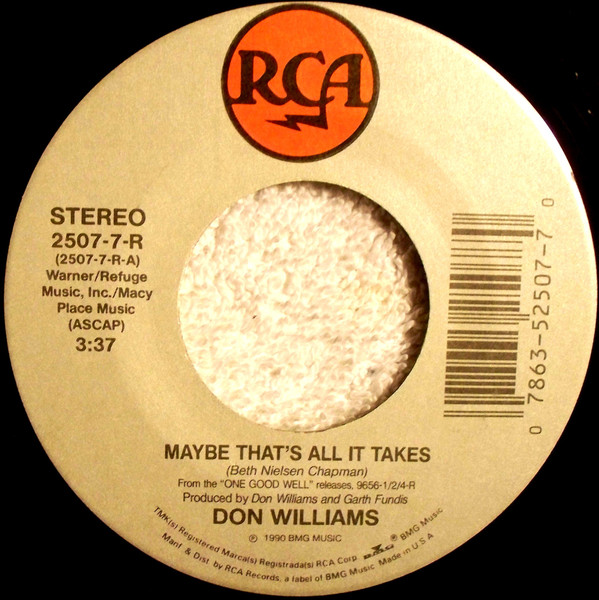 RCA
STEREO
2507-7-R
(2507-7-R-A)
Warner/Refuge
Music, Inc./Macy
Place Music
(ASCAP)
3:37
0 7863-52507-7 0
MAYBE THAT'S ALL IT TAKES
(Beth Nielsen Chapman)
From the "ONE GOOD WELL" releases, 9656-1/2/4-R
Produced by Don Williams and Garth Fundis
DON WILLIAMS
℗ 1990 BMG MUSIC
TMK(s) Registered Marca(s) Registrada(s) RCA Corp. BMG ® BMG Music
Manf. & Dist. by RCA Records, a label of BMG Music Made in U.S.A